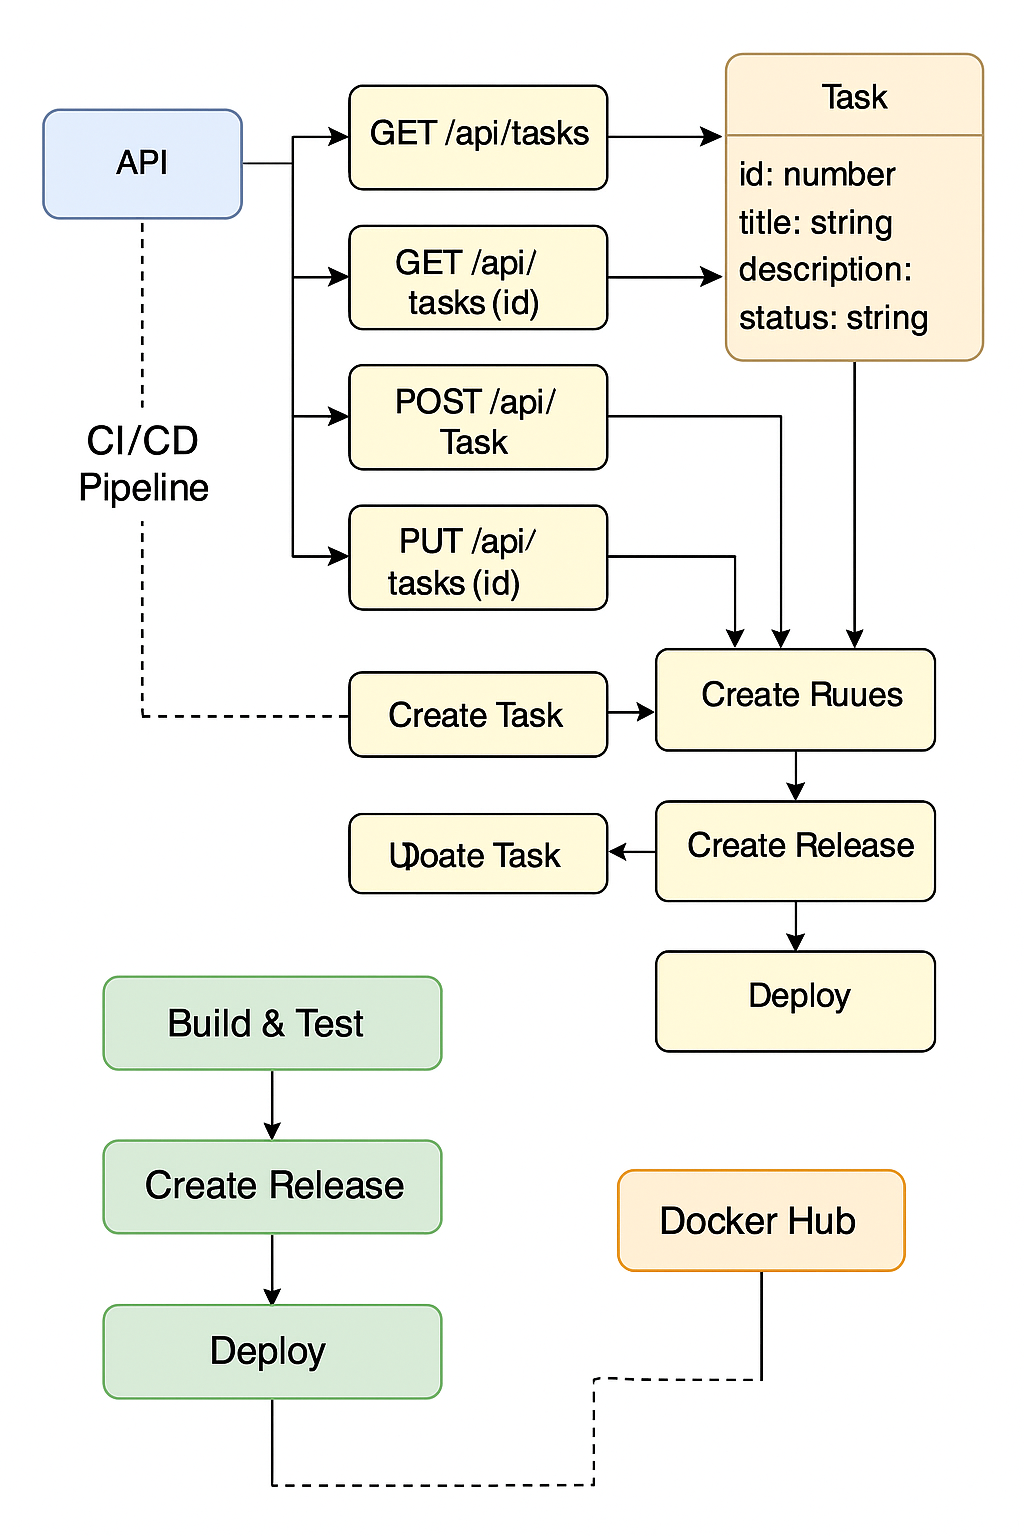 API
GET /api/tasks
GET /api/
tasks (id)
POST /api/
Task
PUT /api/
tasks (id)
Task
id: number
title: string
description:
status: string
CI/CD
Pipeline
Create Task
Create Ruues
Create Release
Uooate Task
Deploy
Build & Test
Create Release
Deploy
Docker Hub